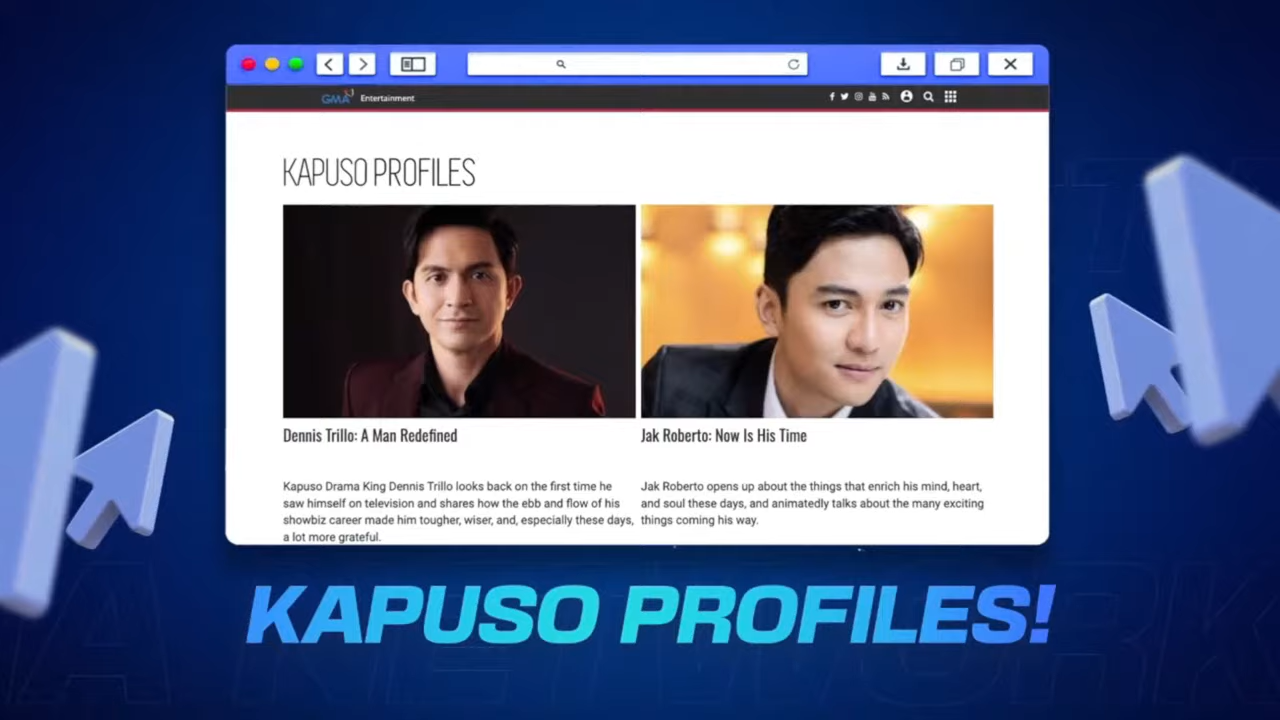 GMA Entertainment
KAPUSO PROFILES
Dennis Trillo: A Man Redefined
Kapuso Drama King Dennis Trillo looks back on the first time he
saw himself on television and shares how the ebb and flow of his
showbiz career made him tougher, wiser, and, especially these days,
a lot more grateful.
Jak Roberto: Now Is His Time
Jak Roberto opens up about the things that enrich his mind, heart,
and soul these days, and animatedly talks about the many exciting
things coming his way.
KAPUSO PROFILES!